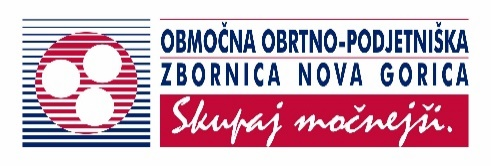 OBMOČNA OBRTNO-PODJETNIŠKA
ZBORNICA NOVA GORICA
Skupaj močnejši.